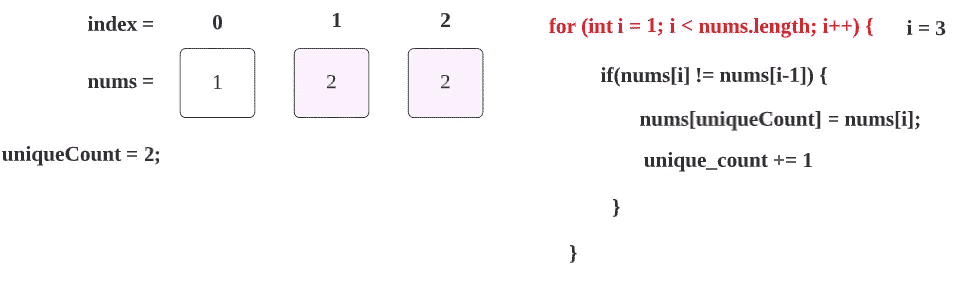 index = 0 1 2
nums = 1 2 2
uniqueCount = 2;
for (int i = 1; i < nums.length; i++) { i = 3
if(nums[i] != nums[i-1]) {
nums[uniqueCount] = nums[i];
unique_count += 1
}
}